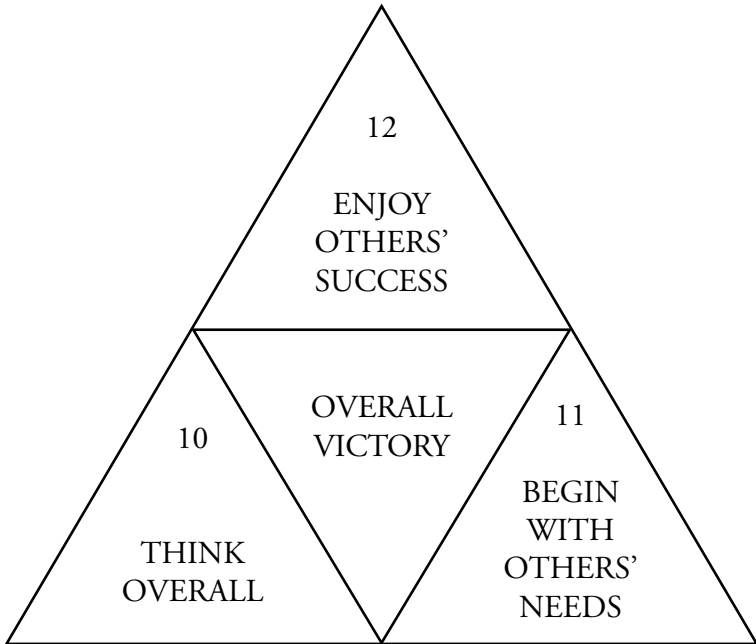 12
ENJOY
OTHERS’
SUCCESS
OVERALL
VICTORY
10
THINK
OVERALL
11
BEGIN
WITH
OTHERS’
NEEDS